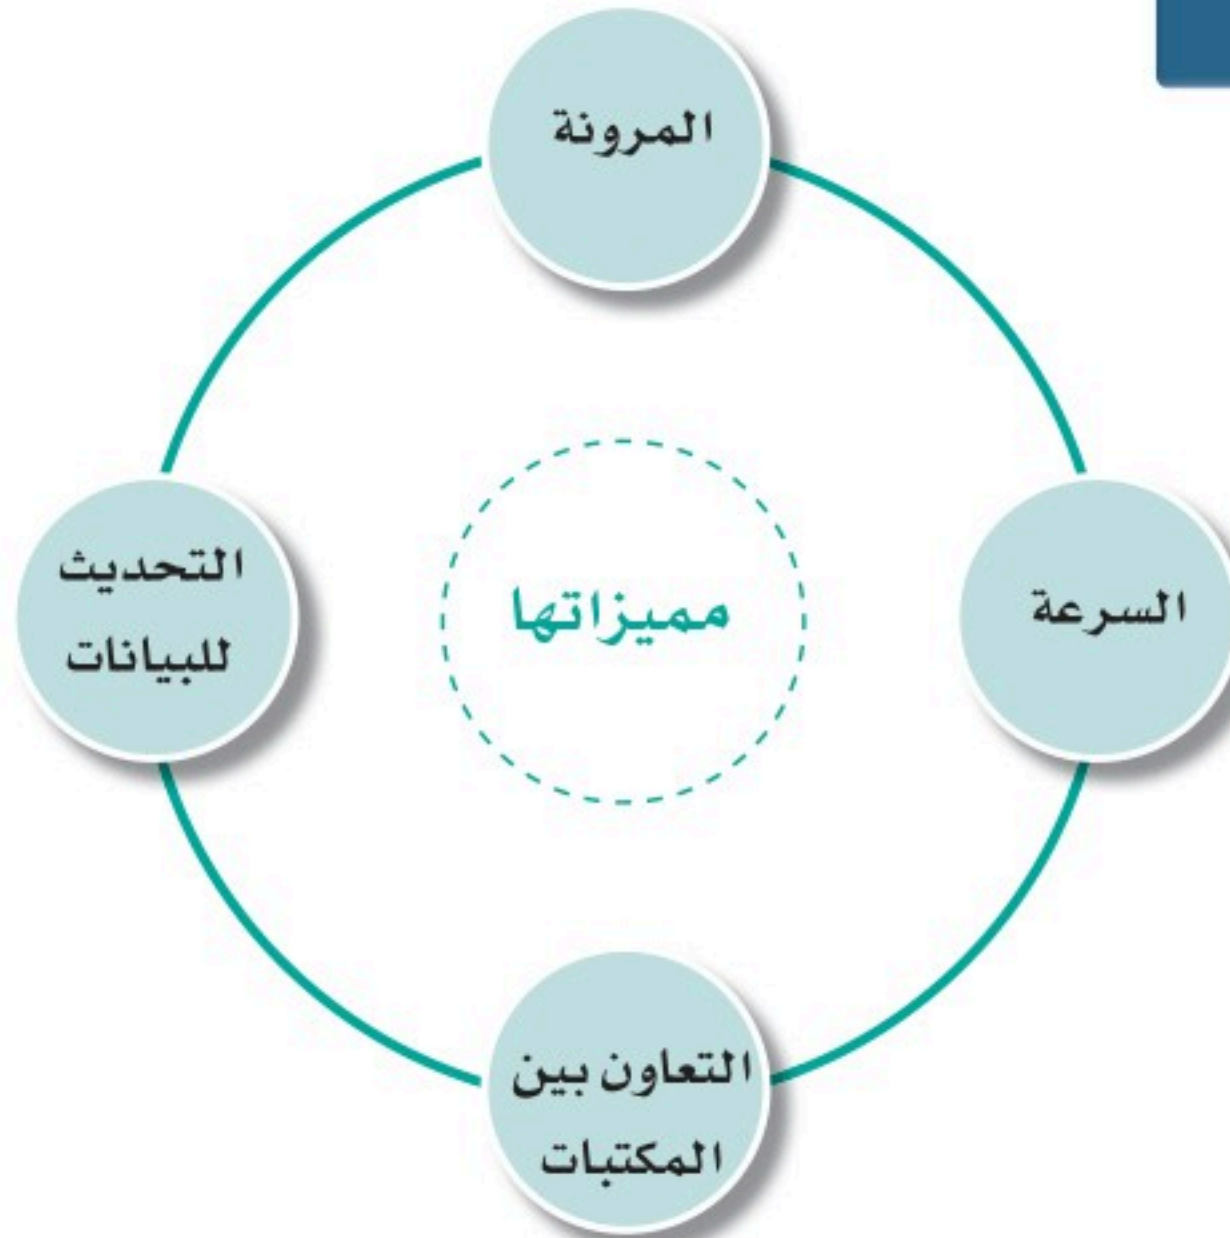 المرونة
السرعة
مميزاتها
التحديث
للبيانات
التعاون بين
المكتبات